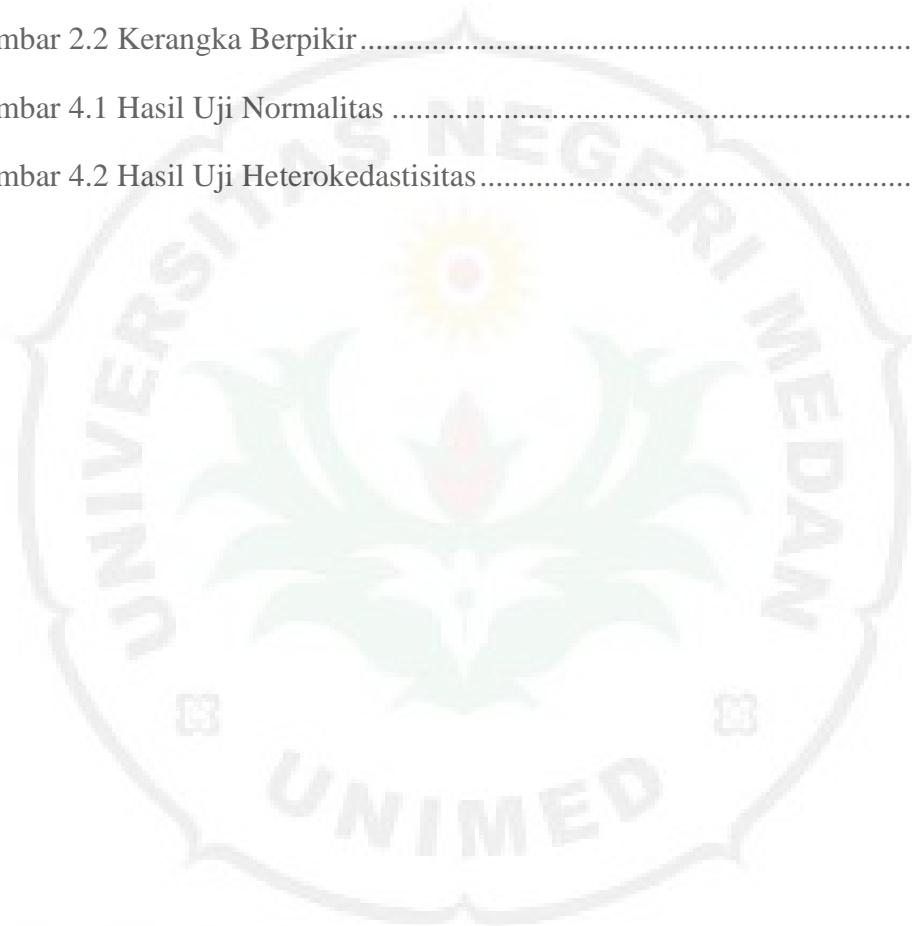 mbar 2.2 Kerangka Berpikir
mbar 4.1 Hasil Uji Normalitas
mbar 4.2 Hasil Uji Heterokedastisitas
UNIVERSITAS NEGERI MEDAN
UNIMED